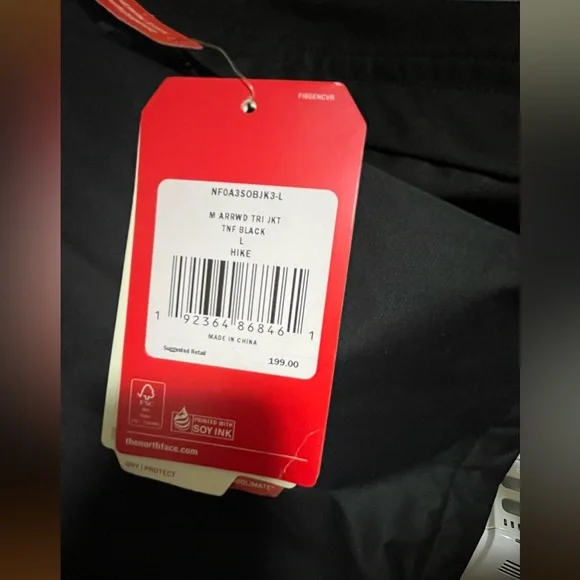 NF0A3SOBJK3-L
M ARRWD TRI JKT
TNF BLACK
L
HIKE
1 92364 86846 1
MADE IN CHINA
Suggested Retail 199.00
FSC
PRINTED WITH
SOY INK
thenorthface.com
DRY | PROTECT